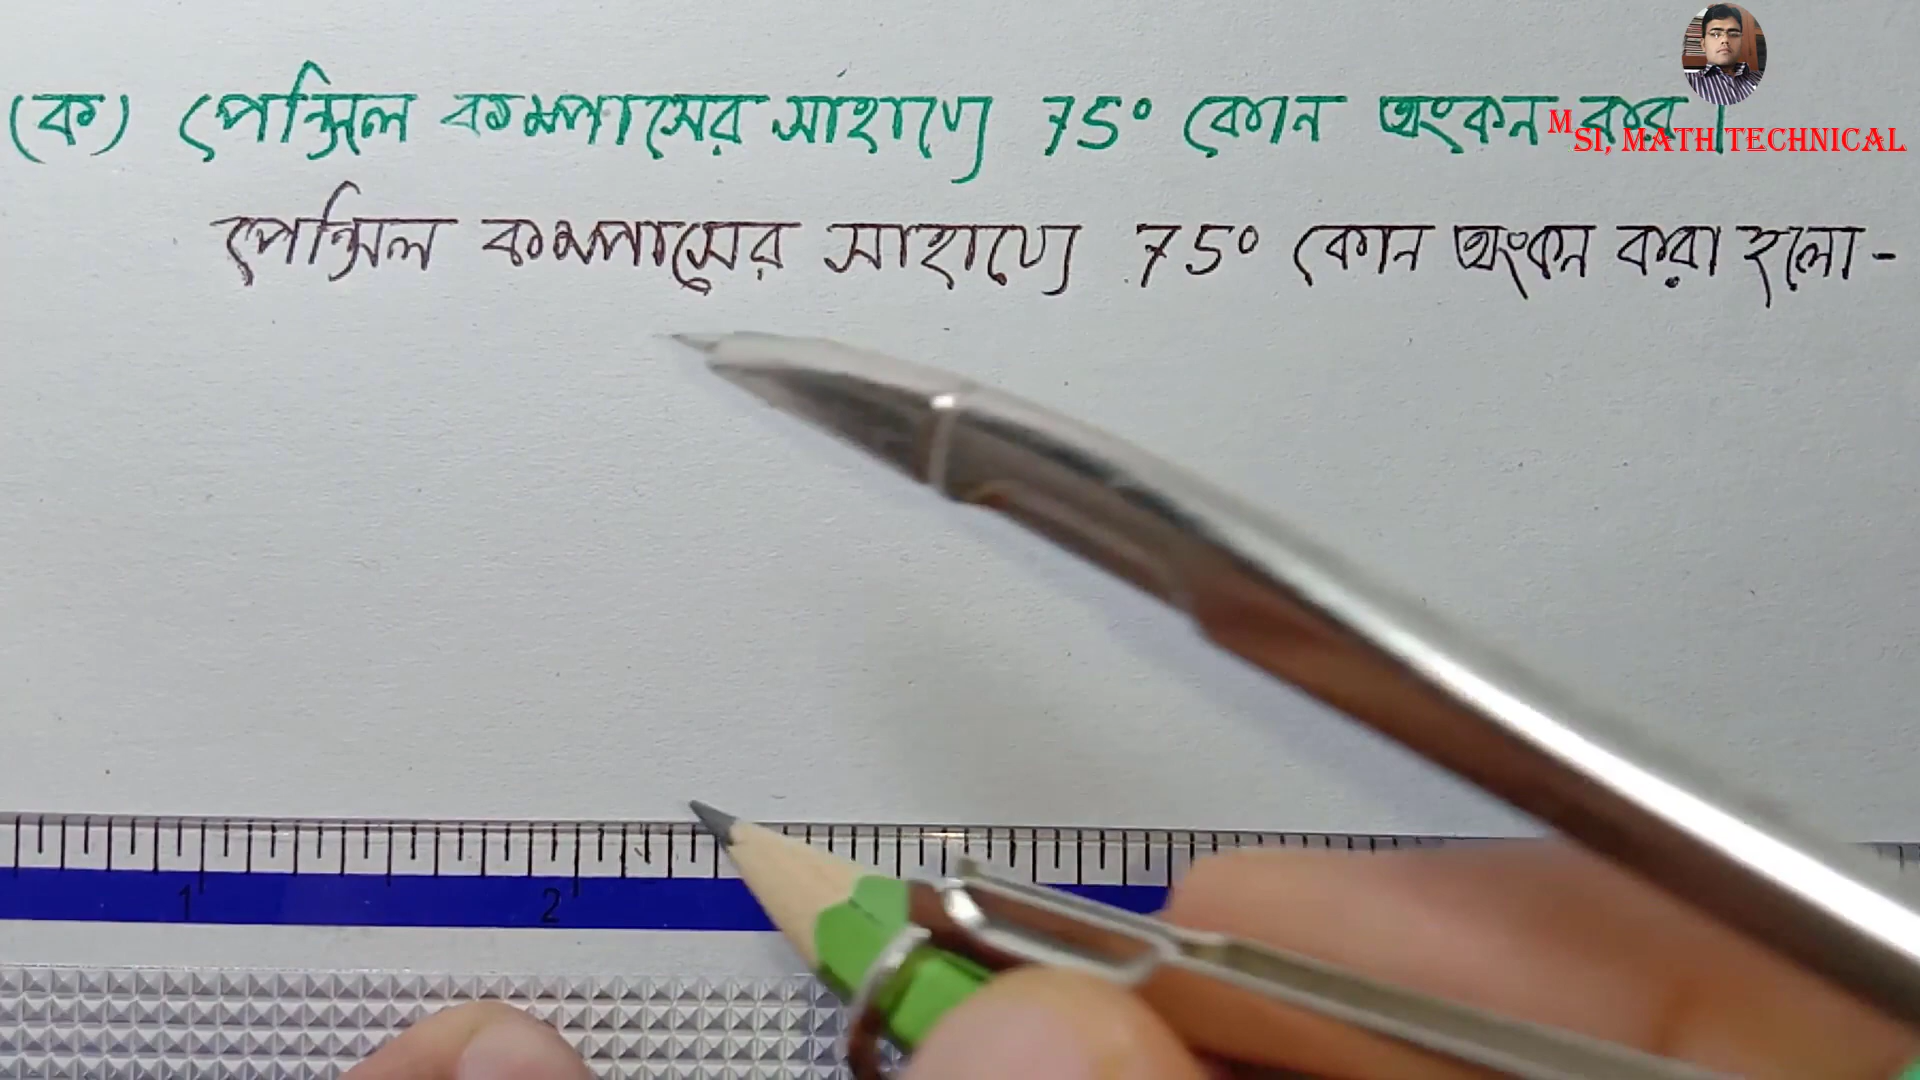 (ক) পেন্সিল কম্পাসের সাহায্যে 75° কোন অংকন কর।
MSI, MATH TECHNICAL
পেন্সিল কম্পাসের সাহায্যে 75° কোন অংকন করা হলো-
1 2